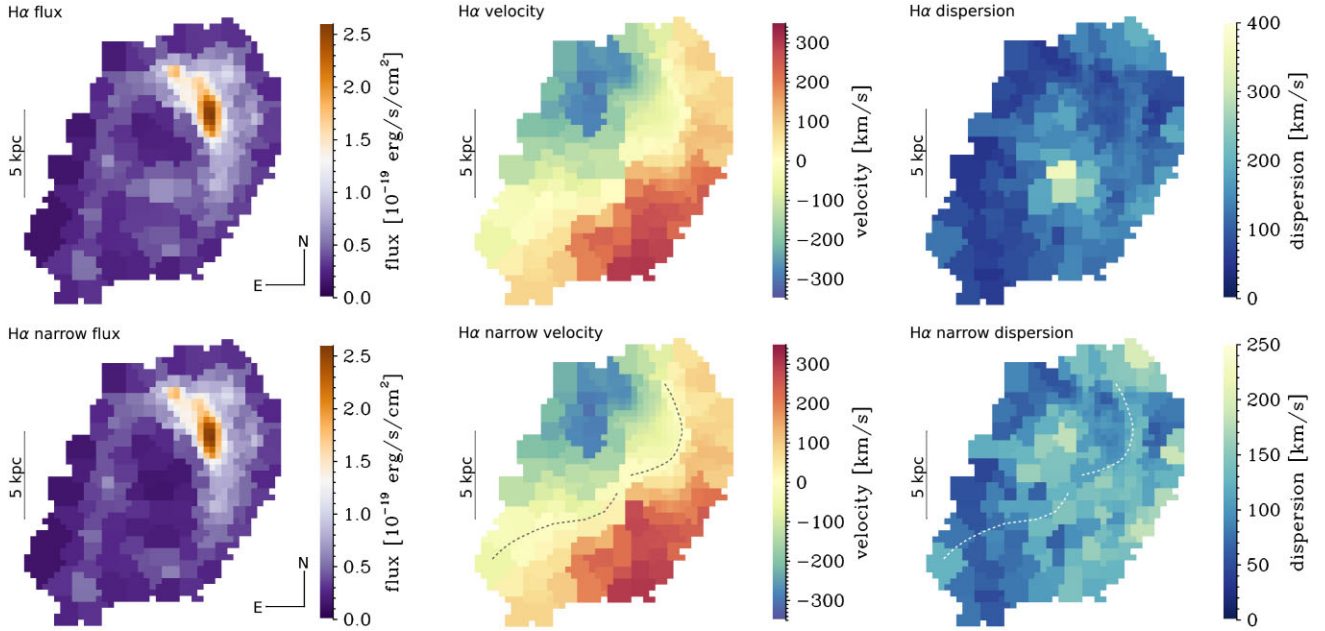 Hα flux
2.5
2.0
1.5
1.0
0.5
0.0
flux [10⁻¹⁹ erg/s/cm²]
5 kpc
N
E
Hα velocity
300
200
100
0
−100
−200
−300
velocity [km/s]
5 kpc
Hα dispersion
400
300
200
100
0
dispersion [km/s]
5 kpc
Hα narrow flux
2.5
2.0
1.5
1.0
0.5
0.0
flux [10⁻¹⁹ erg/s/cm²]
5 kpc
N
E
Hα narrow velocity
300
200
100
0
−100
−200
−300
velocity [km/s]
5 kpc
Hα narrow dispersion
250
200
150
100
50
0
dispersion [km/s]
5 kpc